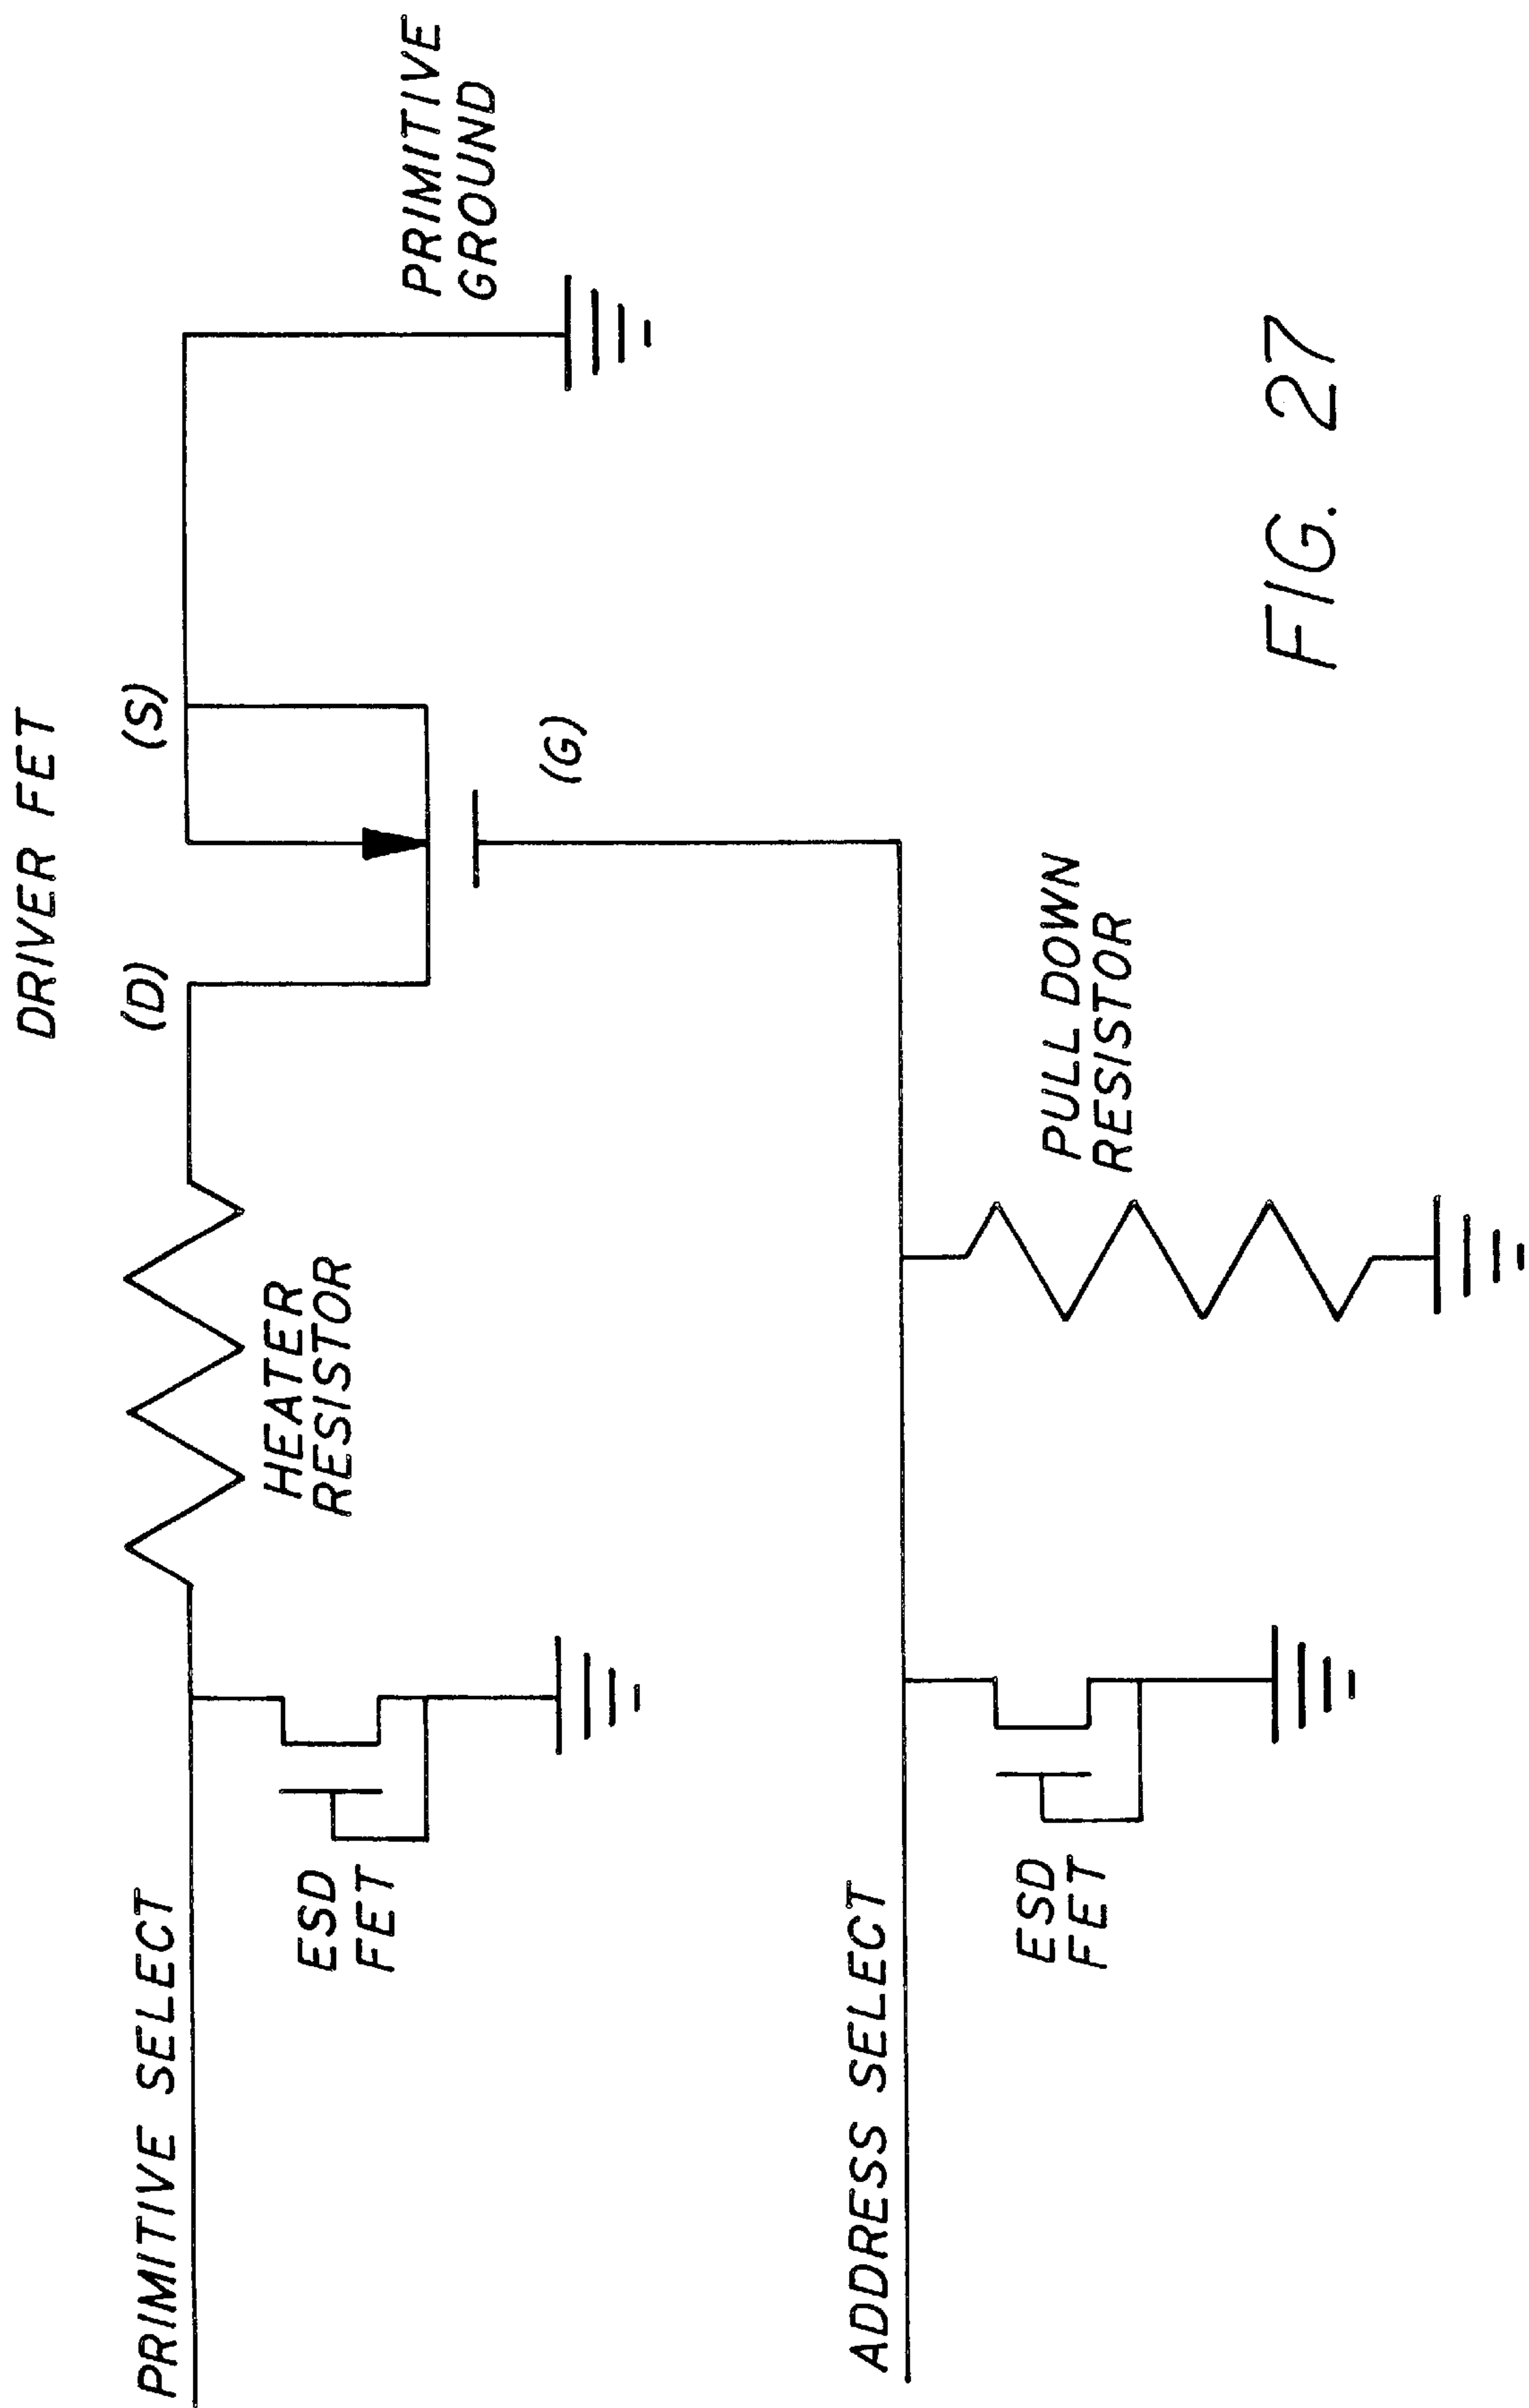 DRIVER FET
PRIMITIVE SELECT
(D)
(S)
HEATER
RESISTOR
ESD
FET
PRIMITIVE
GROUND
(G)
ADDRESS SELECT
ESD
FET
PULL DOWN
RESISTOR
FIG. 27